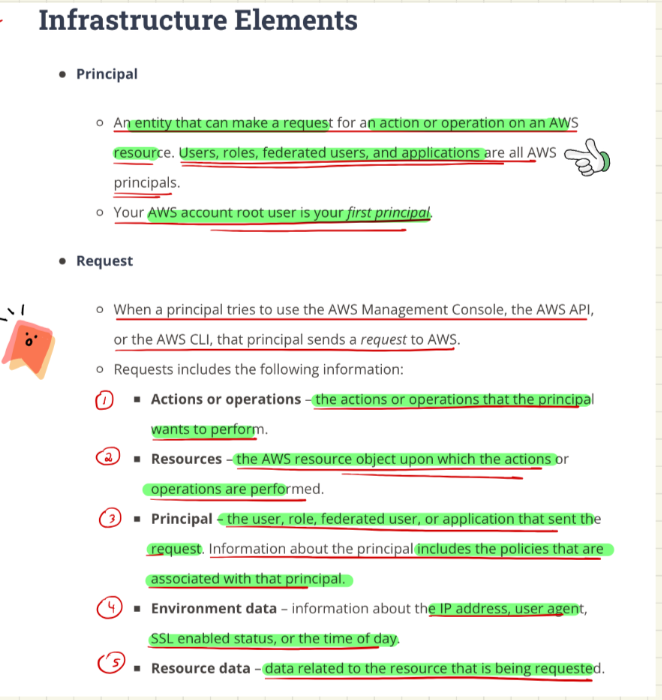 Infrastructure Elements
• Principal
○ An entity that can make a request for an action or operation on an AWS
resource. Users, roles, federated users, and applications are all AWS
principals.
○ Your AWS account root user is your first principal.
• Request
○ When a principal tries to use the AWS Management Console, the AWS API,
or the AWS CLI, that principal sends a request to AWS.
○ Requests includes the following information:
1 ▪ Actions or operations – the actions or operations that the principal
wants to perform.
2 ▪ Resources – the AWS resource object upon which the actions or
operations are performed.
3 ▪ Principal – the user, role, federated user, or application that sent the
request. Information about the principal includes the policies that are
associated with that principal.
4 ▪ Environment data – information about the IP address, user agent,
SSL enabled status, or the time of day.
5 ▪ Resource data – data related to the resource that is being requested.